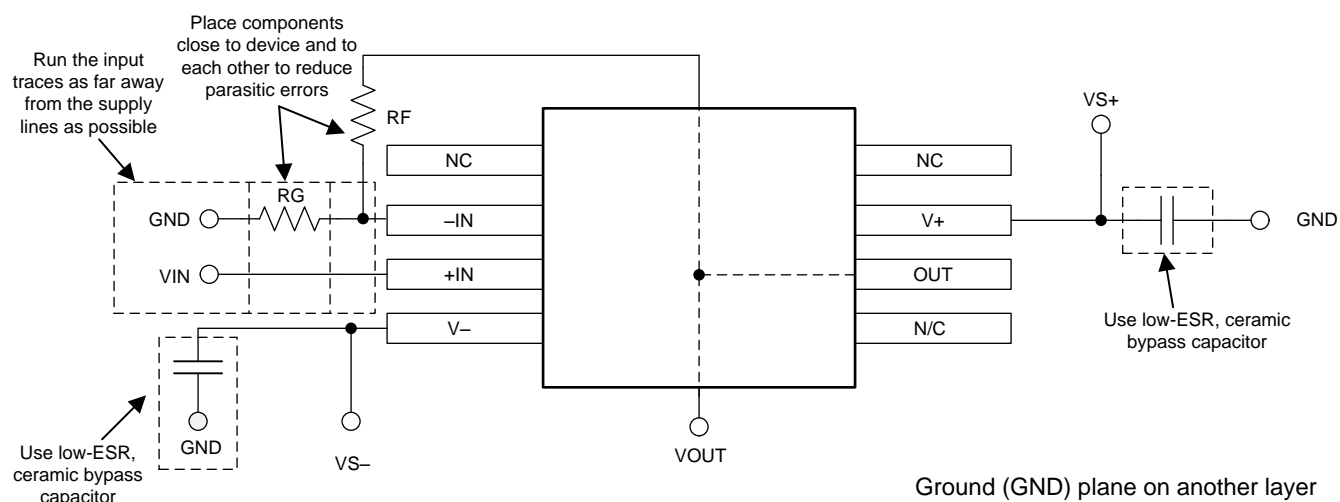 Place components
close to device and to
each other to reduce
parasitic errors
Run the input
traces as far away
from the supply
lines as possible
RF
VS+
NC
NC
RG
GND
–IN
V+
GND
VIN
+IN
OUT
V–
N/C
Use low-ESR, ceramic
bypass capacitor
GND
VS–
VOUT
Use low-ESR,
ceramic bypass
capacitor
Ground (GND) plane on another layer